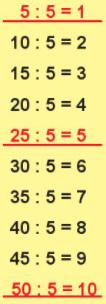 5 : 5 = 1
10 : 5 = 2
15 : 5 = 3
20 : 5 = 4
25 : 5 = 5
30 : 5 = 6
35 : 5 = 7
40 : 5 = 8
45 : 5 = 9
50 : 5 = 10